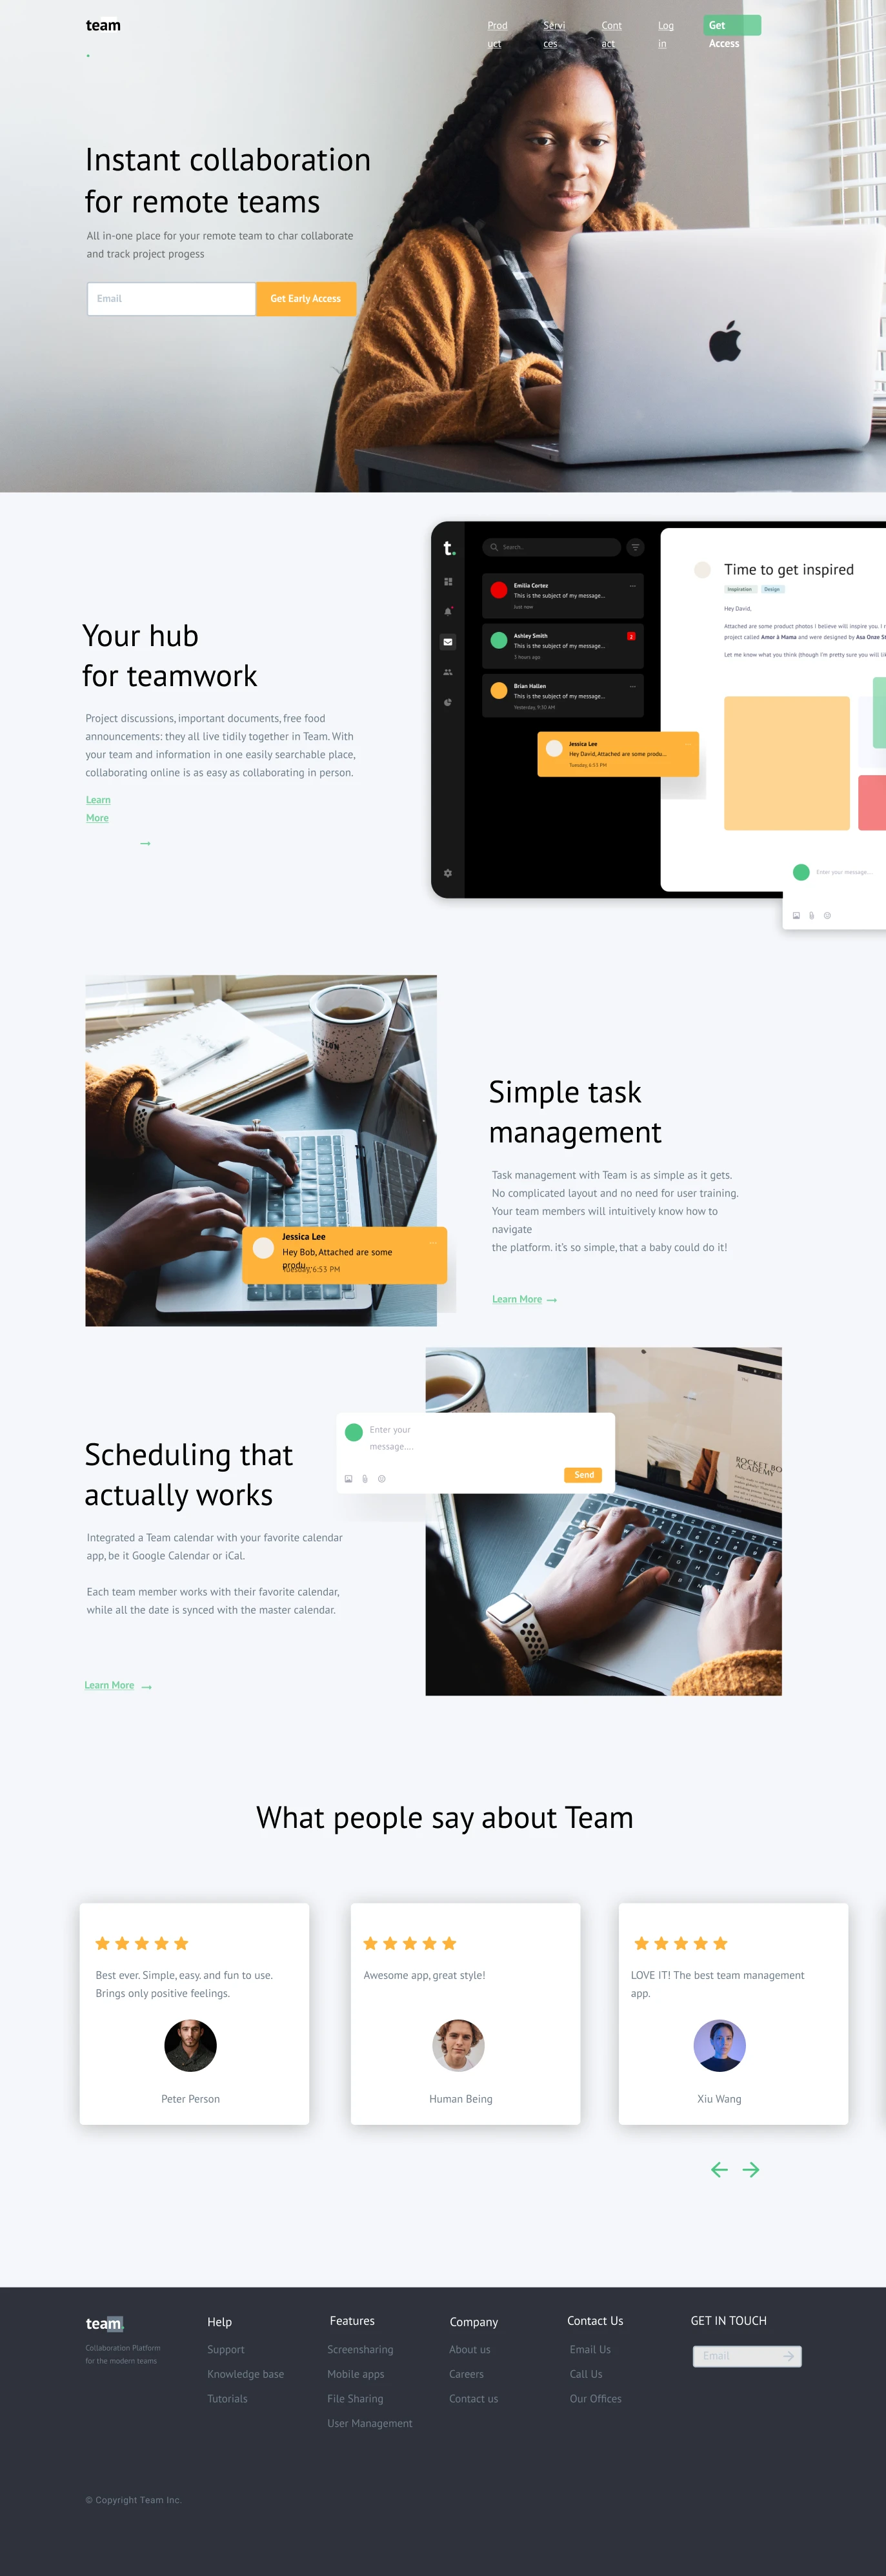 team
.
Prod
uct
Servi
ces
Cont
act
Log
in
Get
Access
Instant collaboration
for remote teams
All in-one place for your remote team to char collaborate
and track project progess
Email
Get Early Access
Your hub
for teamwork
Project discussions, important documents, free food
announcements: they all live tidily together in Team. With
your team and information in one easily searchable place,
collaborating online is as easy as collaborating in person.
Learn
More
→
t.
Search..
Emilia Cortez
This is the subject of my message...
Just now
Ashley Smith
This is the subject of my message...
3 hours ago
Brian Hallen
This is the subject of my message...
Yesterday, 9:30 AM
Jessica Lee
Hey David, Attached are some produ...
Tuesday, 6:53 PM
Time to get inspired
Inspiration
Design
Hey David,
Attached are some product photos I believe will inspire you. I
project called Amor à Mama and were designed by Asa Onze
Let me know what you think (though I'm pretty sure you will
Enter your message...
Jessica Lee
Hey Bob, Attached are some
produ...
Tuesday, 6:53 PM
Simple task
management
Task management with Team is as simple as it gets.
No complicated layout and no need for user training.
Your team members will intuitively know how to
navigate
the platform. it's so simple, that a baby could do it!
Learn More →
Scheduling that
actually works
Integrated a Team calendar with your favorite calendar
app, be it Google Calendar or iCal.
Each team member works with their favorite calendar,
while all the date is synced with the master calendar.
Learn More →
Enter your
message....
Send
ROCKET
ACADEMY
What people say about Team
Best ever. Simple, easy. and fun to use.
Brings only positive feelings.
Peter Person
Awesome app, great style!
Human Being
LOVE IT! The best team management
app.
Xiu Wang
team.
Collaboration Platform
for the modern teams
Help
Support
Knowledge base
Tutorials
Features
Screensharing
Mobile apps
File Sharing
User Management
Company
About us
Careers
Contact us
Contact Us
Email Us
Call Us
Our Offices
GET IN TOUCH
Email
© Copyright Team Inc.